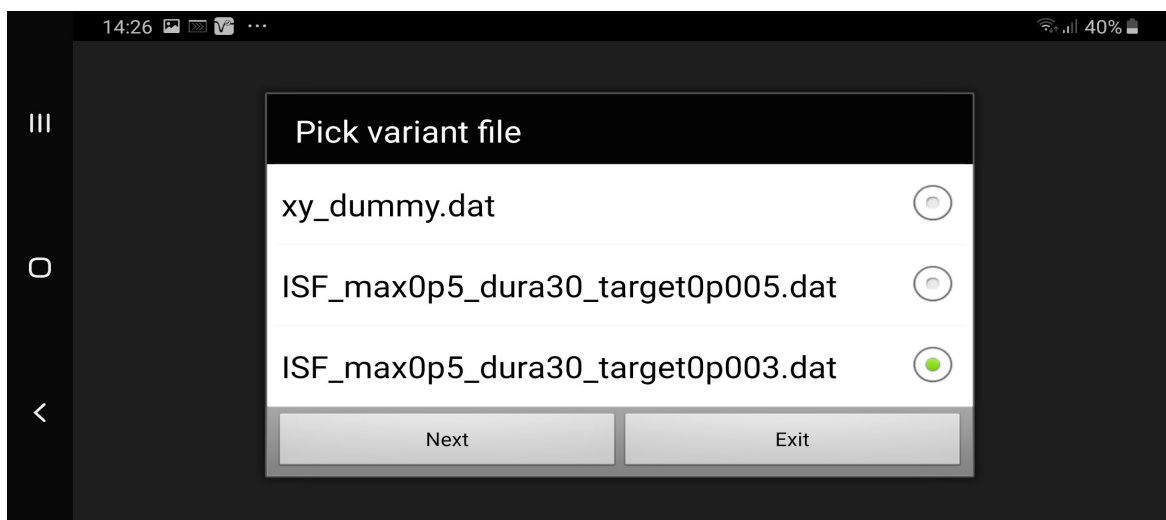 14:26 ... 40%
Pick variant file
xy_dummy.dat
ISF_max0p5_dura30_target0p005.dat
ISF_max0p5_dura30_target0p003.dat
Next Exit